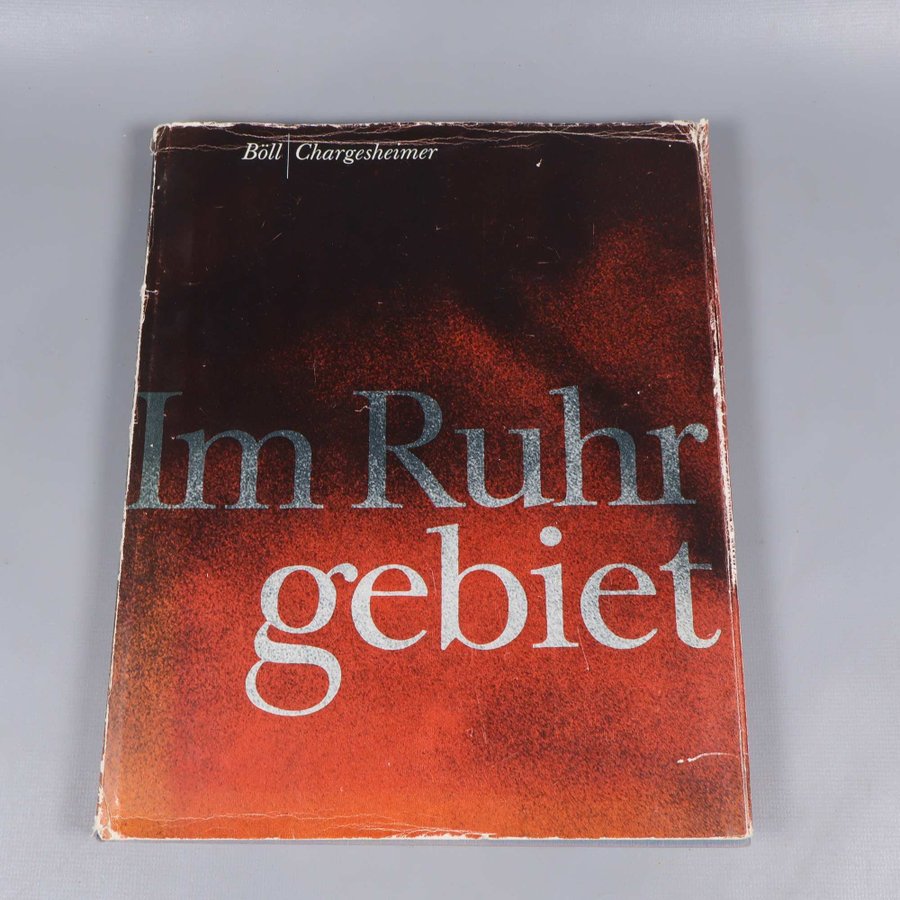 Böll | Chargesheimer
Im Ruhr
gebiet